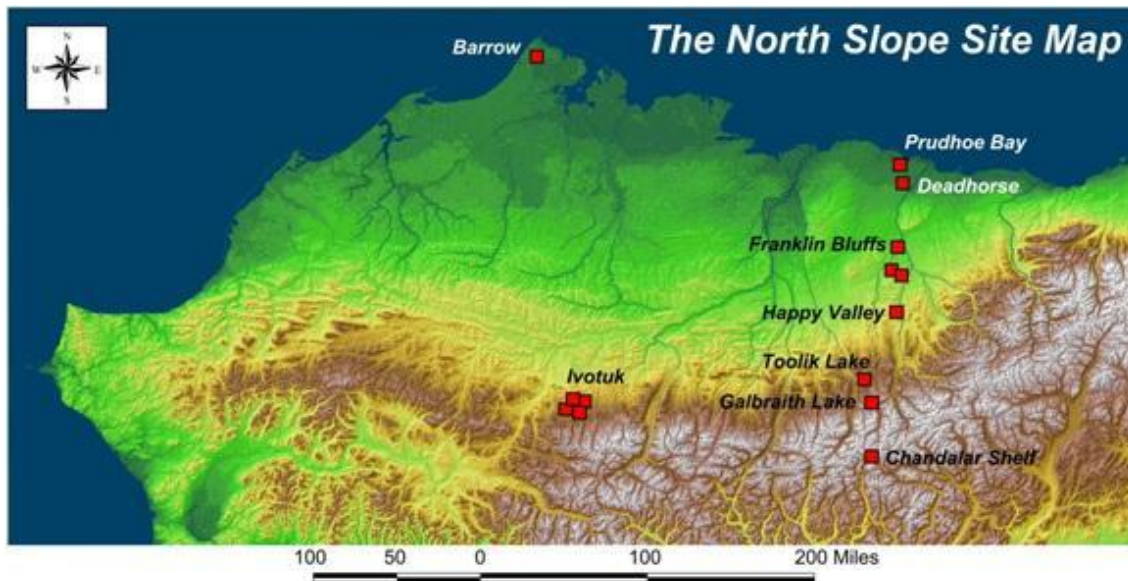 The North Slope Site Map
Barrow
N
W E
S
Prudhoe Bay
Deadhorse
Franklin Bluffs
Happy Valley
Toolik Lake
Ivotuk
Galbraith Lake
Chandalar Shelf
100 50 0 100 200 Miles